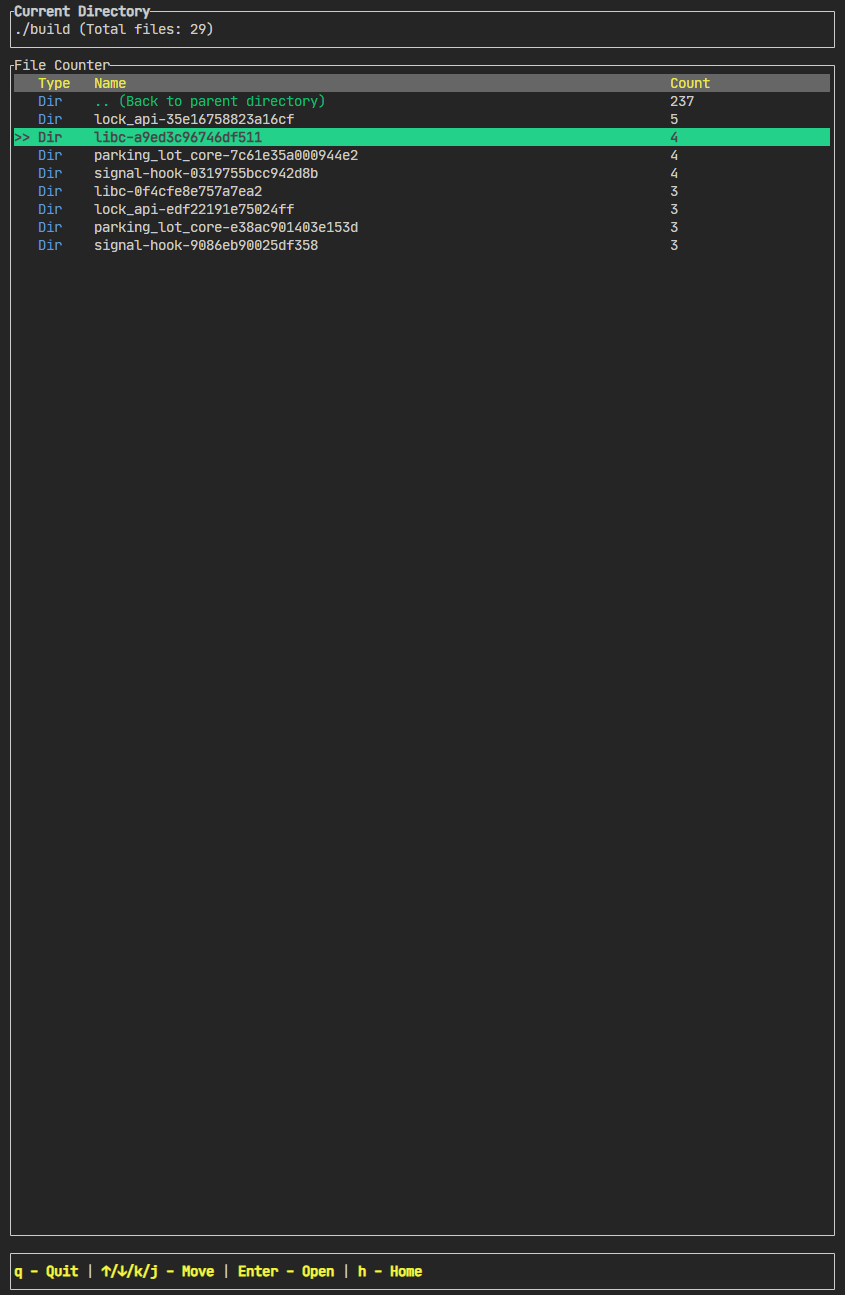 Current Directory
./build (Total files: 29)
File Counter
Type Name Count
Dir .. (Back to parent directory) 237
Dir lock_api-35e16758823a16cf 5
>> Dir libc-a9ed3c96746df511 4
Dir parking_lot_core-7c61e35a000944e2 4
Dir signal-hook-0319755bcc942d8b 4
Dir libc-0f4cfe8e757a7ea2 3
Dir lock_api-edf22191e75024ff 3
Dir parking_lot_core-e38ac901403e153d 3
Dir signal-hook-9086eb90025df358 3
q - Quit | ↑/↓/k/j - Move | Enter - Open | h - Home